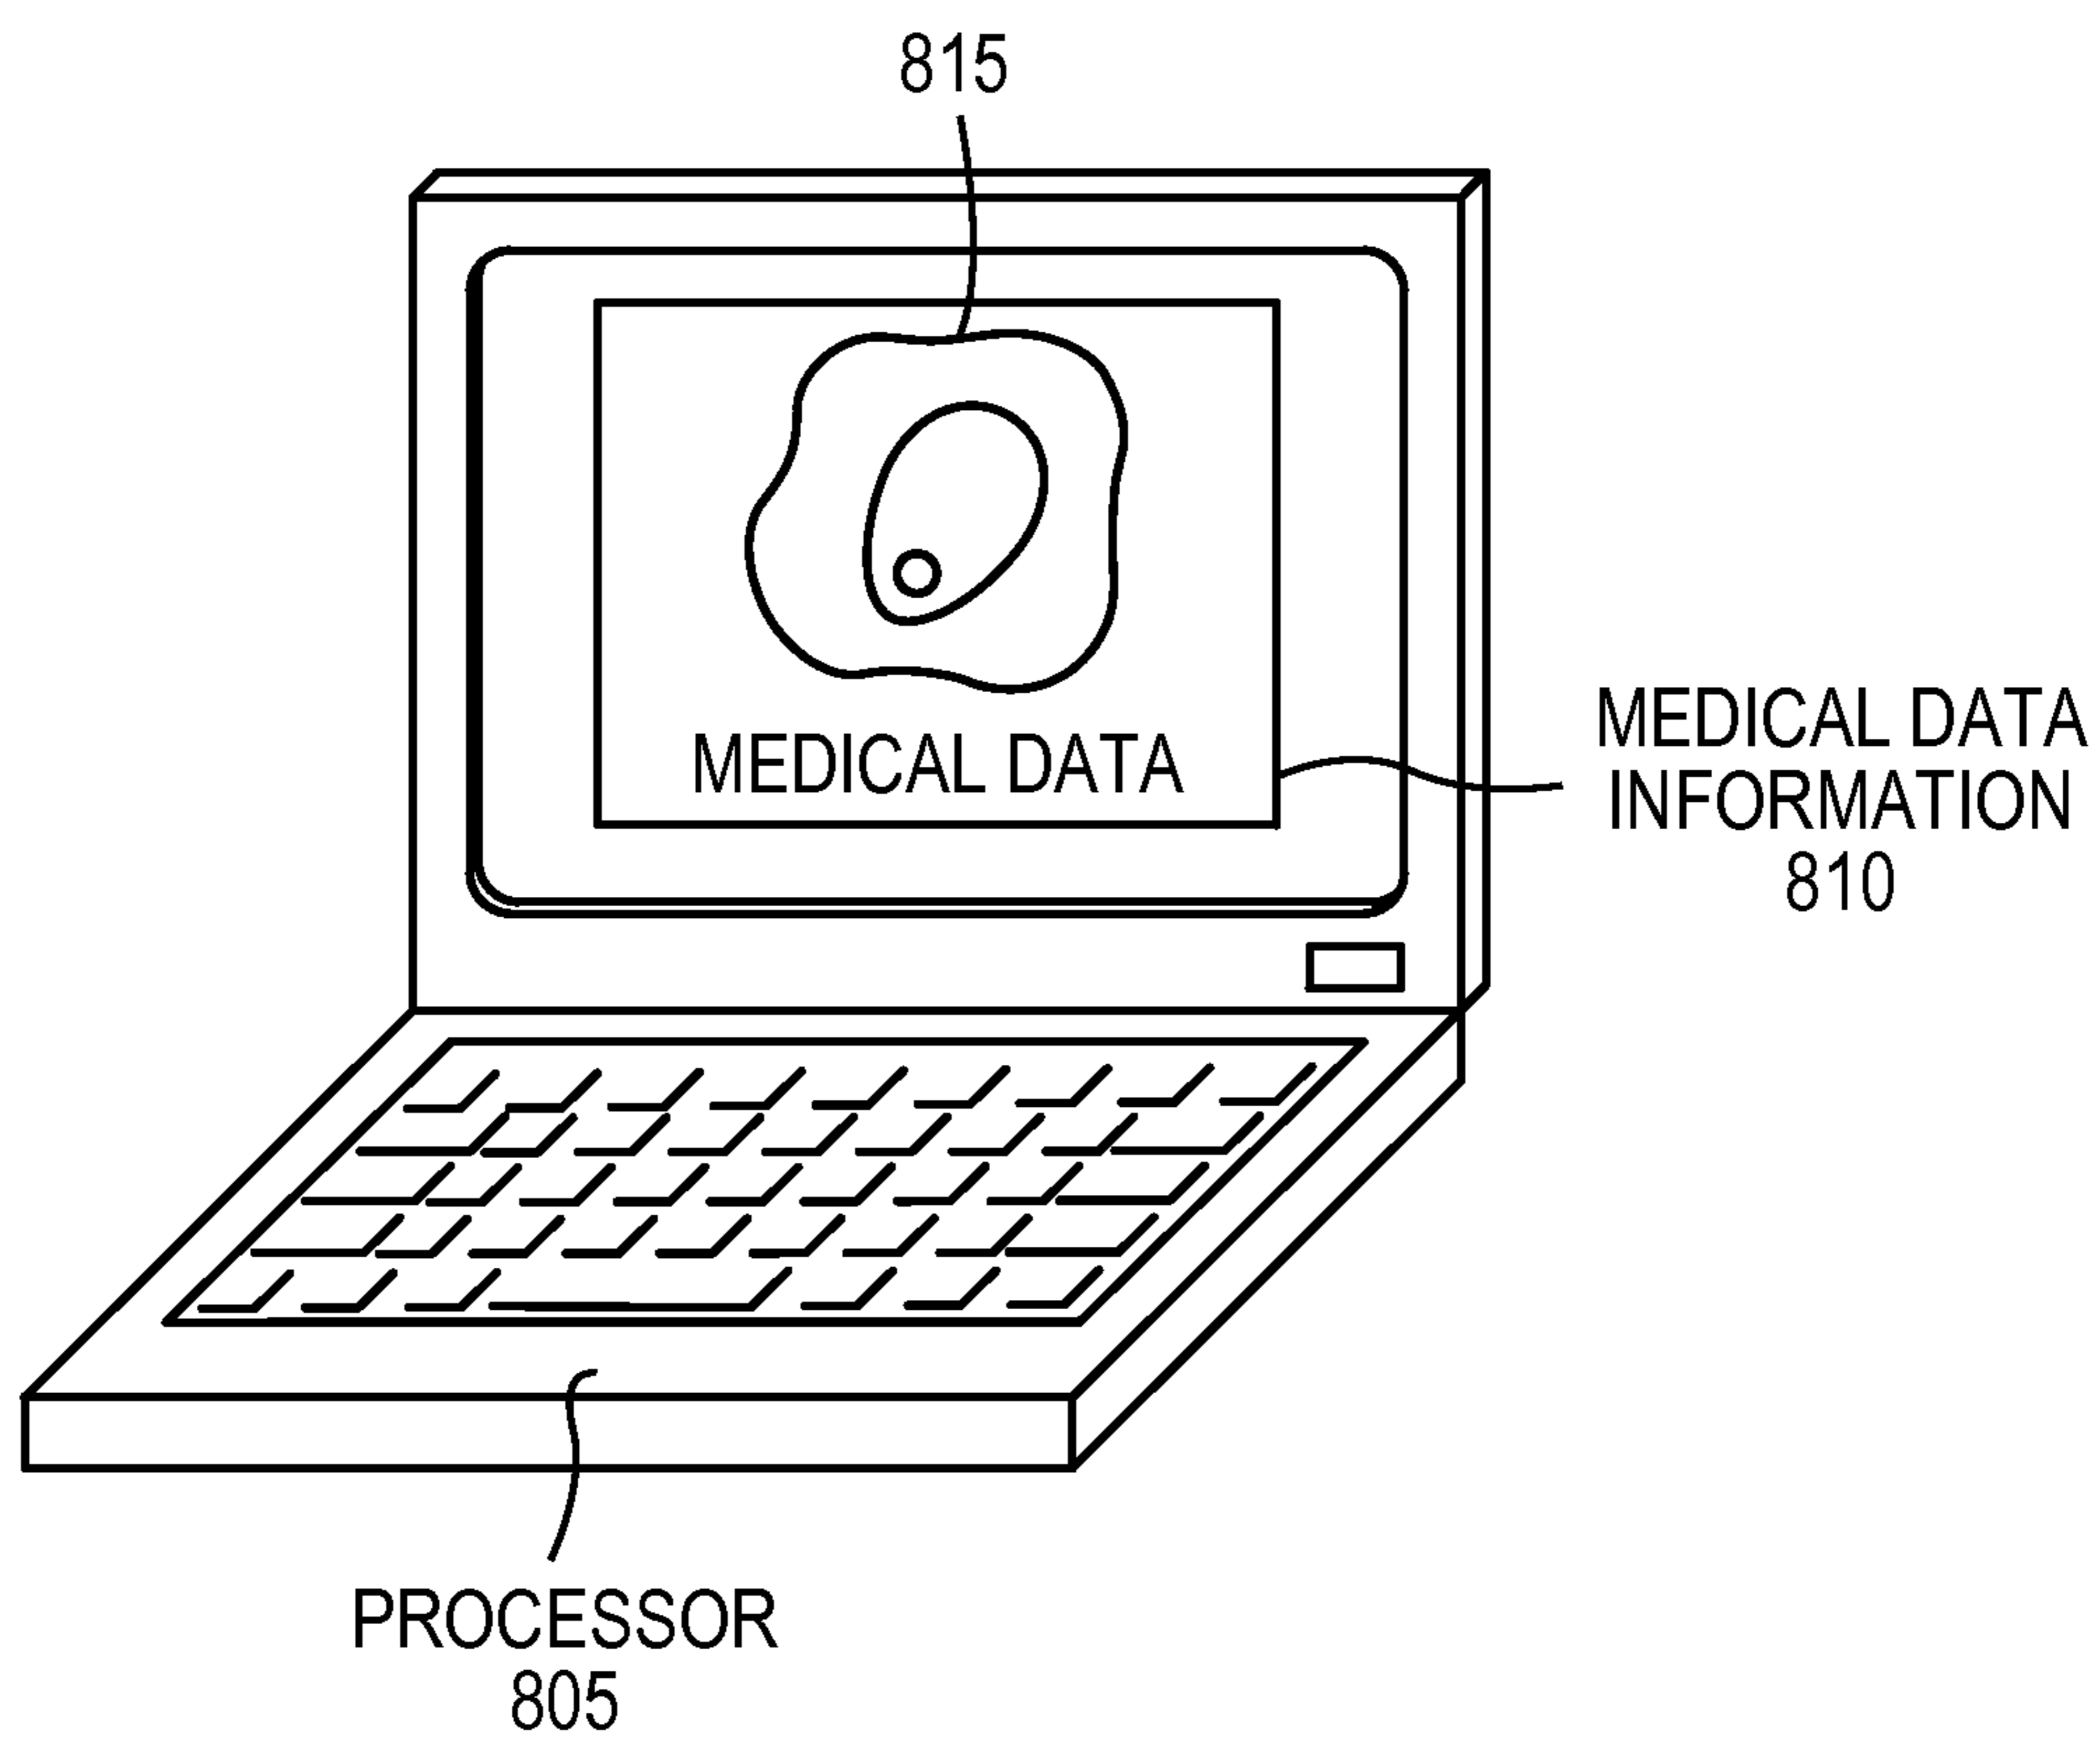 815
MEDICAL DATA
MEDICAL DATA
INFORMATION
810
PROCESSOR
805